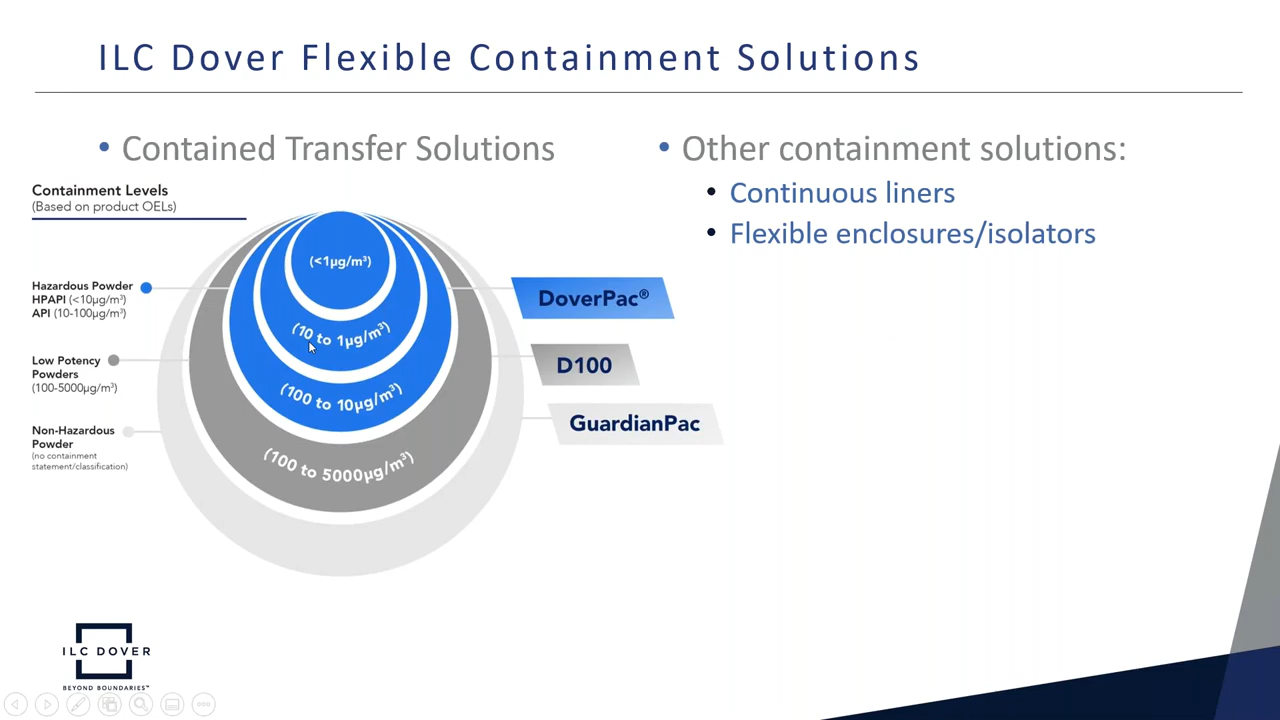 ILC Dover Flexible Containment Solutions
• Contained Transfer Solutions
Containment Levels
(Based on product OELs)
Hazardous Powder
HPAPI (<10µg/m³)
API (10-100µg/m³)
Low Potency
Powders
(100-5000µg/m³)
Non-Hazardous
Powder
(no containment
statement/classification)
(<1µg/m³)
(10 to 1µg/m³)
(100 to 10µg/m³)
(100 to 5000µg/m³)
DoverPac®
D100
GuardianPac
• Other containment solutions:
• Continuous liners
• Flexible enclosures/isolators
ILC DOVER
BEYOND BOUNDARIES™